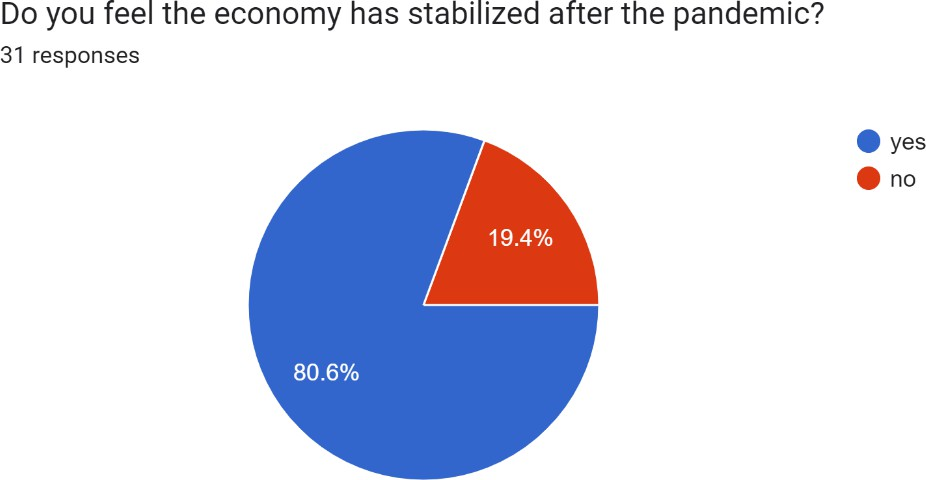 Do you feel the economy has stabilized after the pandemic?
31 responses
yes
no
19.4%
80.6%